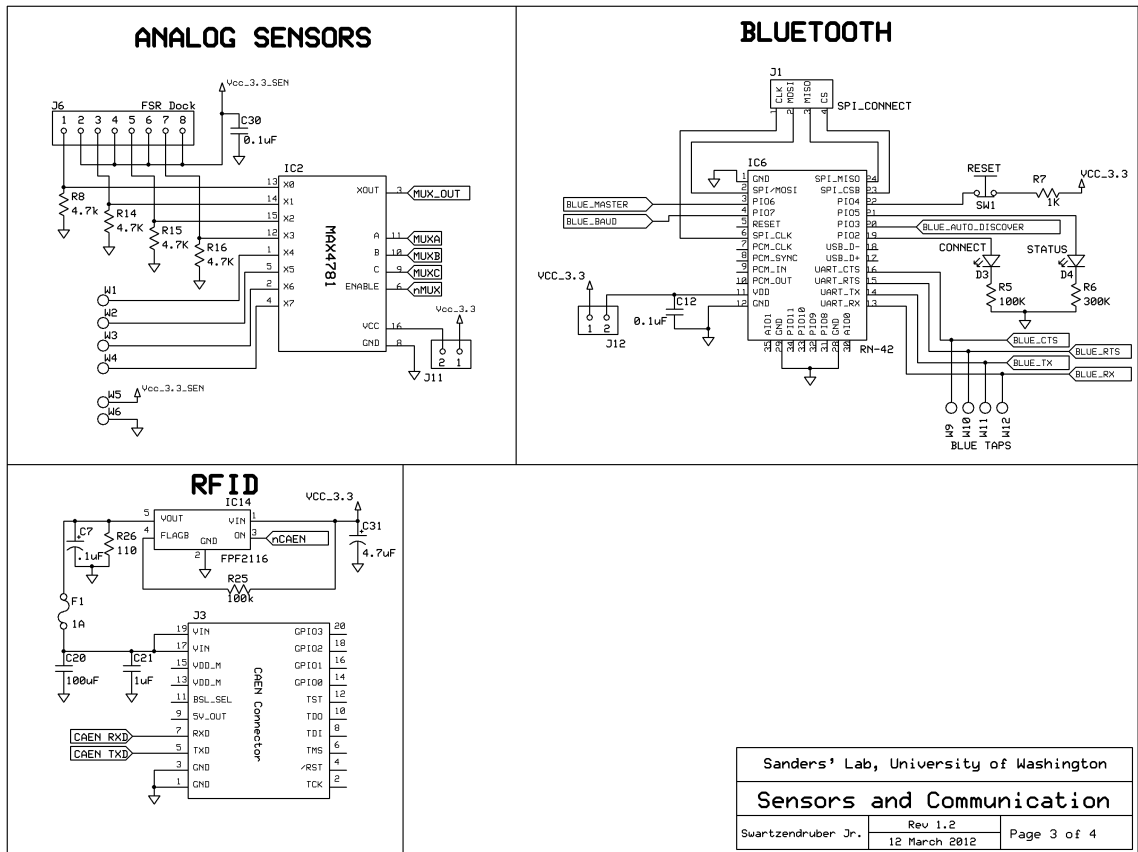 ANALOG SENSORS
Vcc_3.3_SEN
J6 FSR Dock
1 2 3 4 5 6 7 8
C30
0.1uF
R8
4.7k
R14
4.7K
R15
4.7K
R16
4.7K
IC2
MAX4781
13 X0
14 X1
15 X2
12 X3
1 X4
5 X5
2 X6
4 X7
XOUT 3 MUX_OUT
A 11 MUXA
B 10 MUXB
C 9 MUXC
ENABLE 6 nMUX
VCC 16
GND 8
Vcc_3.3
2 1
J11
W1
W2
W3
W4
W5 Vcc_3.3_SEN
W6
BLUETOOTH
J1
CLK MOSI MISO CS
1 2 3 4
SPI_CONNECT
IC6
1 GND
2 SPI/MOSI
3 PIO6
4 PIO7
5 RESET
6 SPI_CLK
7 PCM_CLK
8 PCM_SYNC
9 PCM_IN
10 PCM_OUT
11 VDD
12 GND
SPI_MISO 24
SPI_CSB 23
PIO4 22
PIO5 21
PIO3 20
PIO2 19
USB_D- 18
USB_D+ 17
UART_CTS 16
UART_RTS 15
UART_TX 14
UART_RX 13
AIO1 GND PIO11 PIO10 PIO9 PIO8 GND AIO0
35 29 34 33 32 31 28 30
RN-42
BLUE_MASTER
BLUE_BAUD
RESET
SW1
R7
1K
VCC_3.3
BLUE_AUTO_DISCOVER
CONNECT
D3
STATUS
D4
R5
100K
R6
300K
VCC_3.3
1 2
J12
C12
0.1uF
BLUE_CTS
BLUE_RTS
BLUE_TX
BLUE_RX
W9 W10 W11 W12
BLUE TAPS
RFID
IC14
VCC_3.3
5 VOUT
4 FLAGB
GND
2
VIN 1
ON 3
nCAEN
FPF2116
C7
.1uF
R26
110
C31
4.7uF
R25
100k
F1
1A
C20
100uF
C21
1uF
J3
CAEN Connector
19 VIN
17 VIN
15 VDD_M
13 VDD_M
11 BSL_SEL
9 5V_OUT
7 RXD
5 TXD
3 GND
1 GND
GPIO3 20
GPIO2 18
GPIO1 16
GPIO0 14
TST 12
TDO 10
TDI 8
TMS 6
/RST 4
TCK 2
CAEN RXD
CAEN TXD
Sanders' Lab, University of Washington
Sensors and Communication
Swartzendruber Jr.
Rev 1.2
12 March 2012
Page 3 of 4